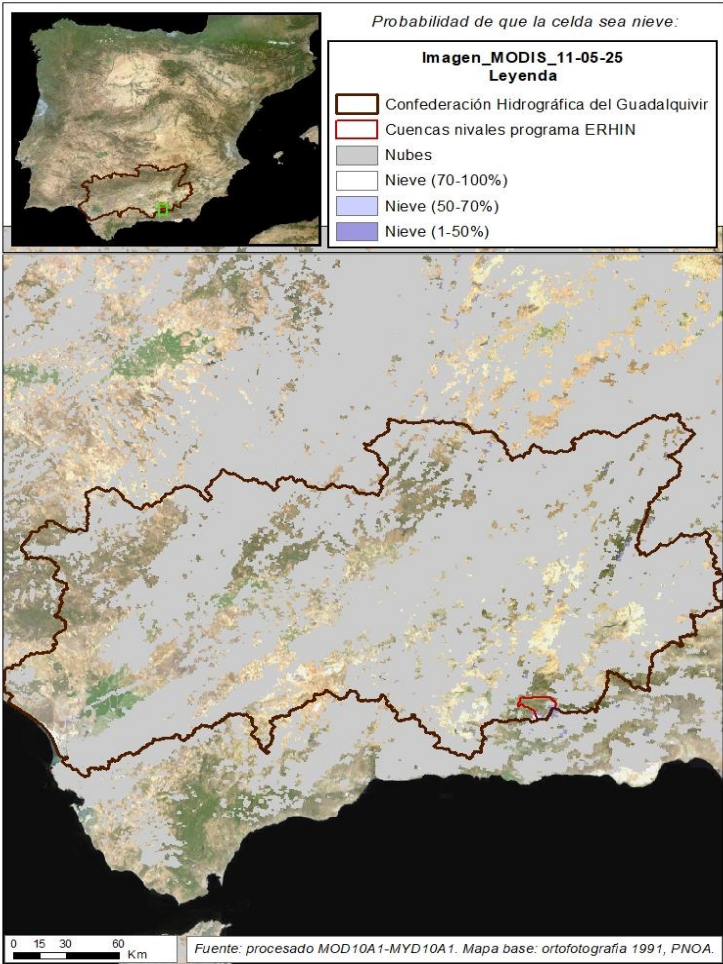 Probabilidad de que la celda sea nieve:
Imagen_MODIS_11-05-25
Leyenda
Confederación Hidrográfica del Guadalquivir
Cuencas nivales programa ERHIN
Nubes
Nieve (70-100%)
Nieve (50-70%)
Nieve (1-50%)
0 15 30 60
Km
Fuente: procesado MOD10A1-MYD10A1. Mapa base: ortofotografía 1991, PNOA.